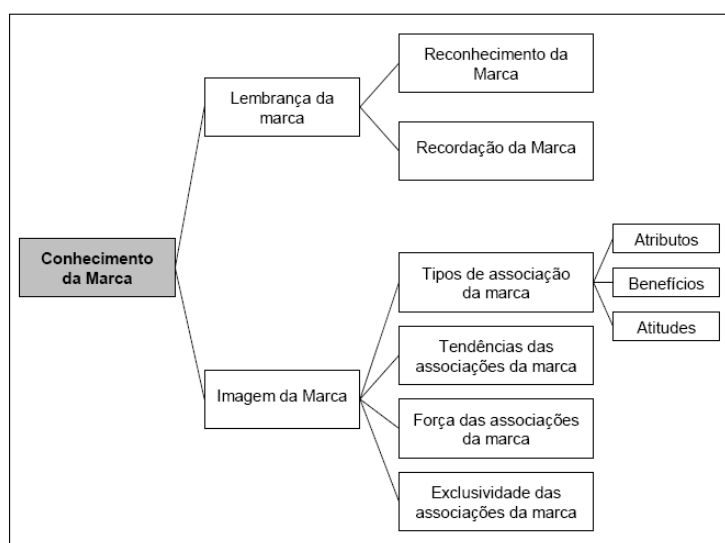 Reconhecimento da
Marca
Lembrança da
marca
Recordação da Marca
Conhecimento
da Marca
Tipos de associação
da marca
Atributos
Benefícios
Atitudes
Imagem da Marca
Tendências das
associações da marca
Força das associações
da marca
Exclusividade das
associações da marca